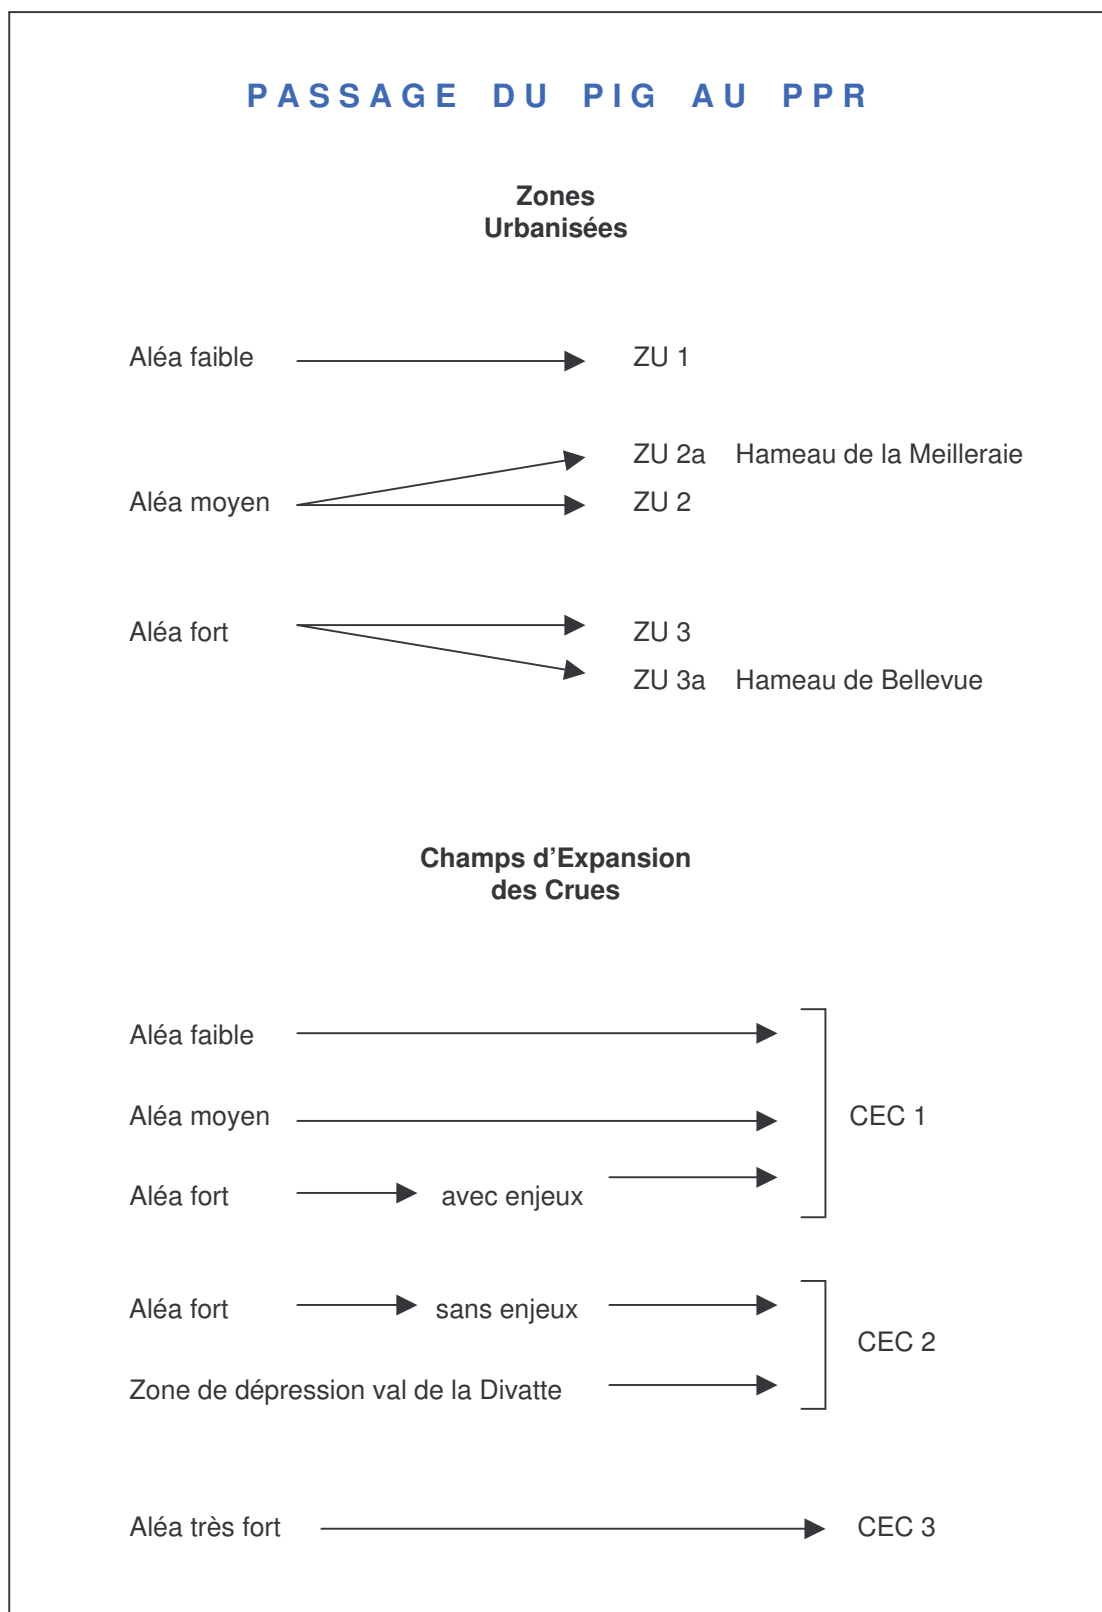 PASSAGE DU PIG AU PPR
Zones
Urbanisées
Aléa faible ZU 1
ZU 2a Hameau de la Meilleraie
Aléa moyen ZU 2
Aléa fort ZU 3
ZU 3a Hameau de Bellevue
Champs d’Expansion
des Crues
Aléa faible
Aléa moyen CEC 1
Aléa fort avec enjeux
Aléa fort sans enjeux
CEC 2
Zone de dépression val de la Divatte
Aléa très fort CEC 3